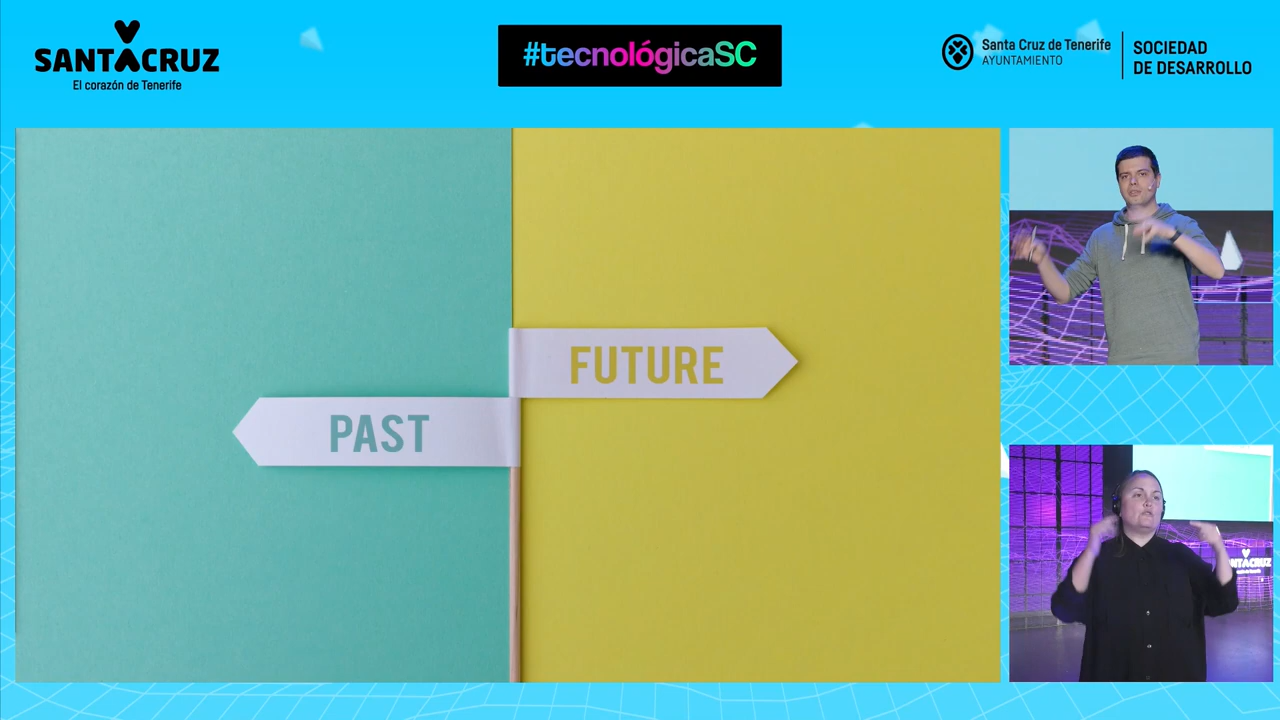 SANTACRUZ
El corazón de Tenerife
#tecnológicaSC
Santa Cruz de Tenerife
AYUNTAMIENTO
SOCIEDAD
DE DESARROLLO
FUTURE
PAST